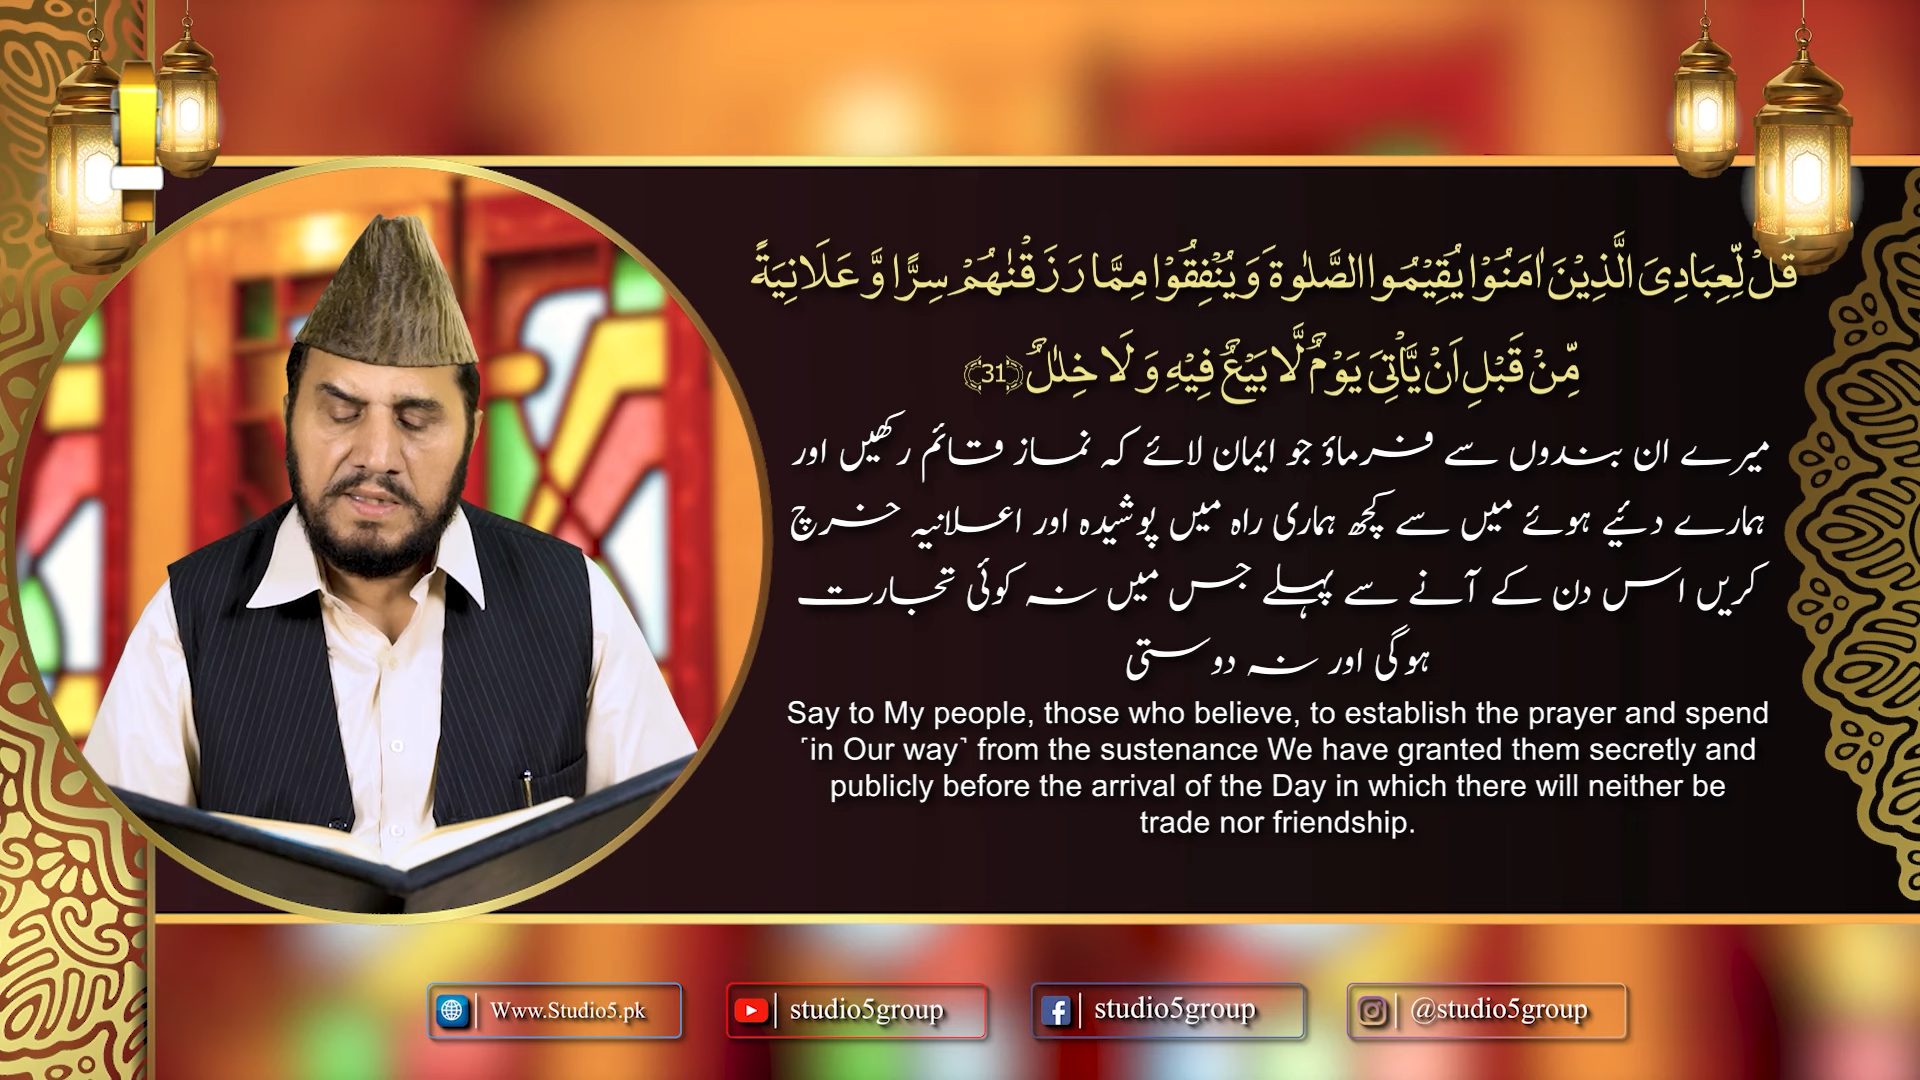 قُلْ لِّعِبَادِیَ الَّذِیْنَ اٰمَنُوْا یُقِیْمُوا الصَّلٰوةَ وَ یُنْفِقُوْا مِمَّا رَزَقْنٰهُمْ سِرًّا وَّ عَلَانِیَةً
مِّنْ قَبْلِ اَنْ یَّاْتِیَ یَوْمٌ لَّا بَیْعٌ فِیْهِ وَ لَا خِلٰلٌ ﴿31﴾
میرے ان بندوں سے فرماؤ جو ایمان لائے کہ نماز قائم رکھیں اور
ہمارے دئیے ہوئے میں سے کچھ ہماری راہ میں پوشیدہ اور اعلانیہ خرچ
کریں اس دن کے آنے سے پہلے جس میں نہ کوئی تجارت
ہوگی اور نہ دوستی
Say to My people, those who believe, to establish the prayer and spend
˹in Our way˺ from the sustenance We have granted them secretly and
publicly before the arrival of the Day in which there will neither be
trade nor friendship.
Www.Studio5.pk
studio5group
studio5group
@studio5group